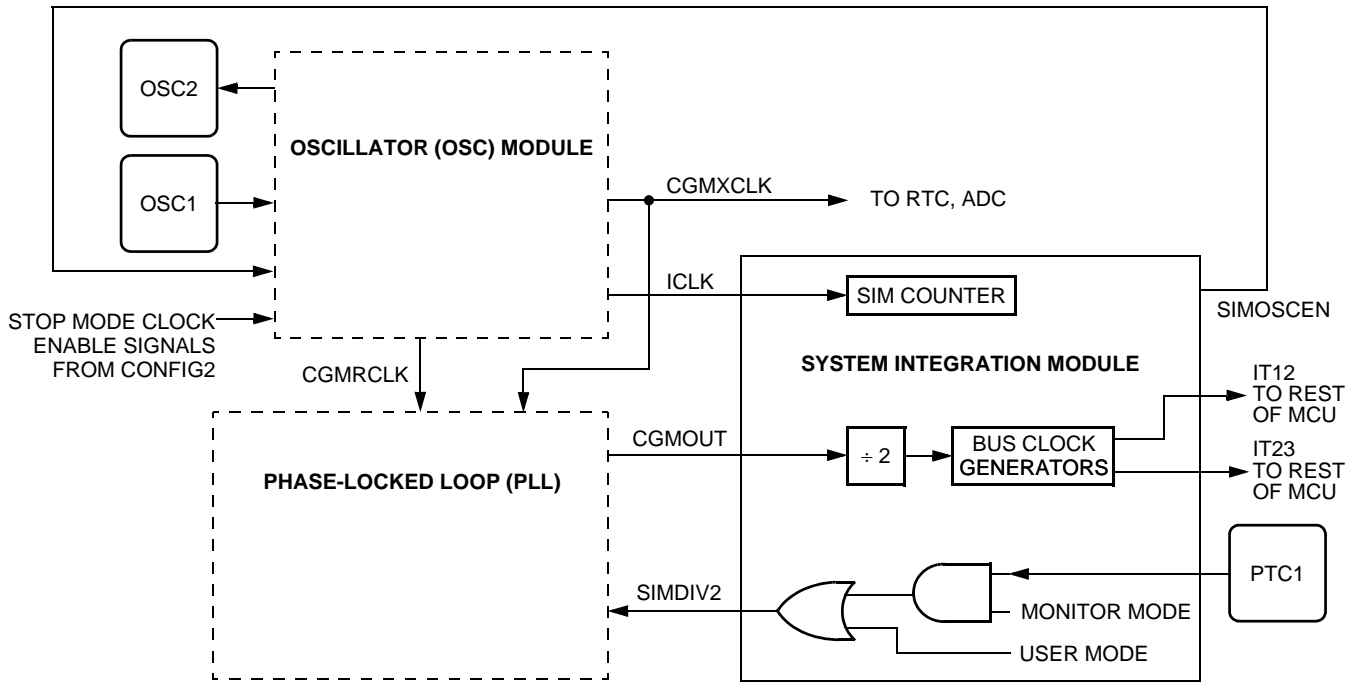 OSC2
OSCILLATOR (OSC) MODULE
OSC1
CGMXCLK
TO RTC, ADC
ICLK
SIM COUNTER
SIMOSCEN
STOP MODE CLOCK
ENABLE SIGNALS
FROM CONFIG2
CGMRCLK
SYSTEM INTEGRATION MODULE
IT12
TO REST
OF MCU
CGMOUT
÷ 2
BUS CLOCK
GENERATORS
IT23
TO REST
OF MCU
PHASE-LOCKED LOOP (PLL)
PTC1
SIMDIV2
MONITOR MODE
USER MODE